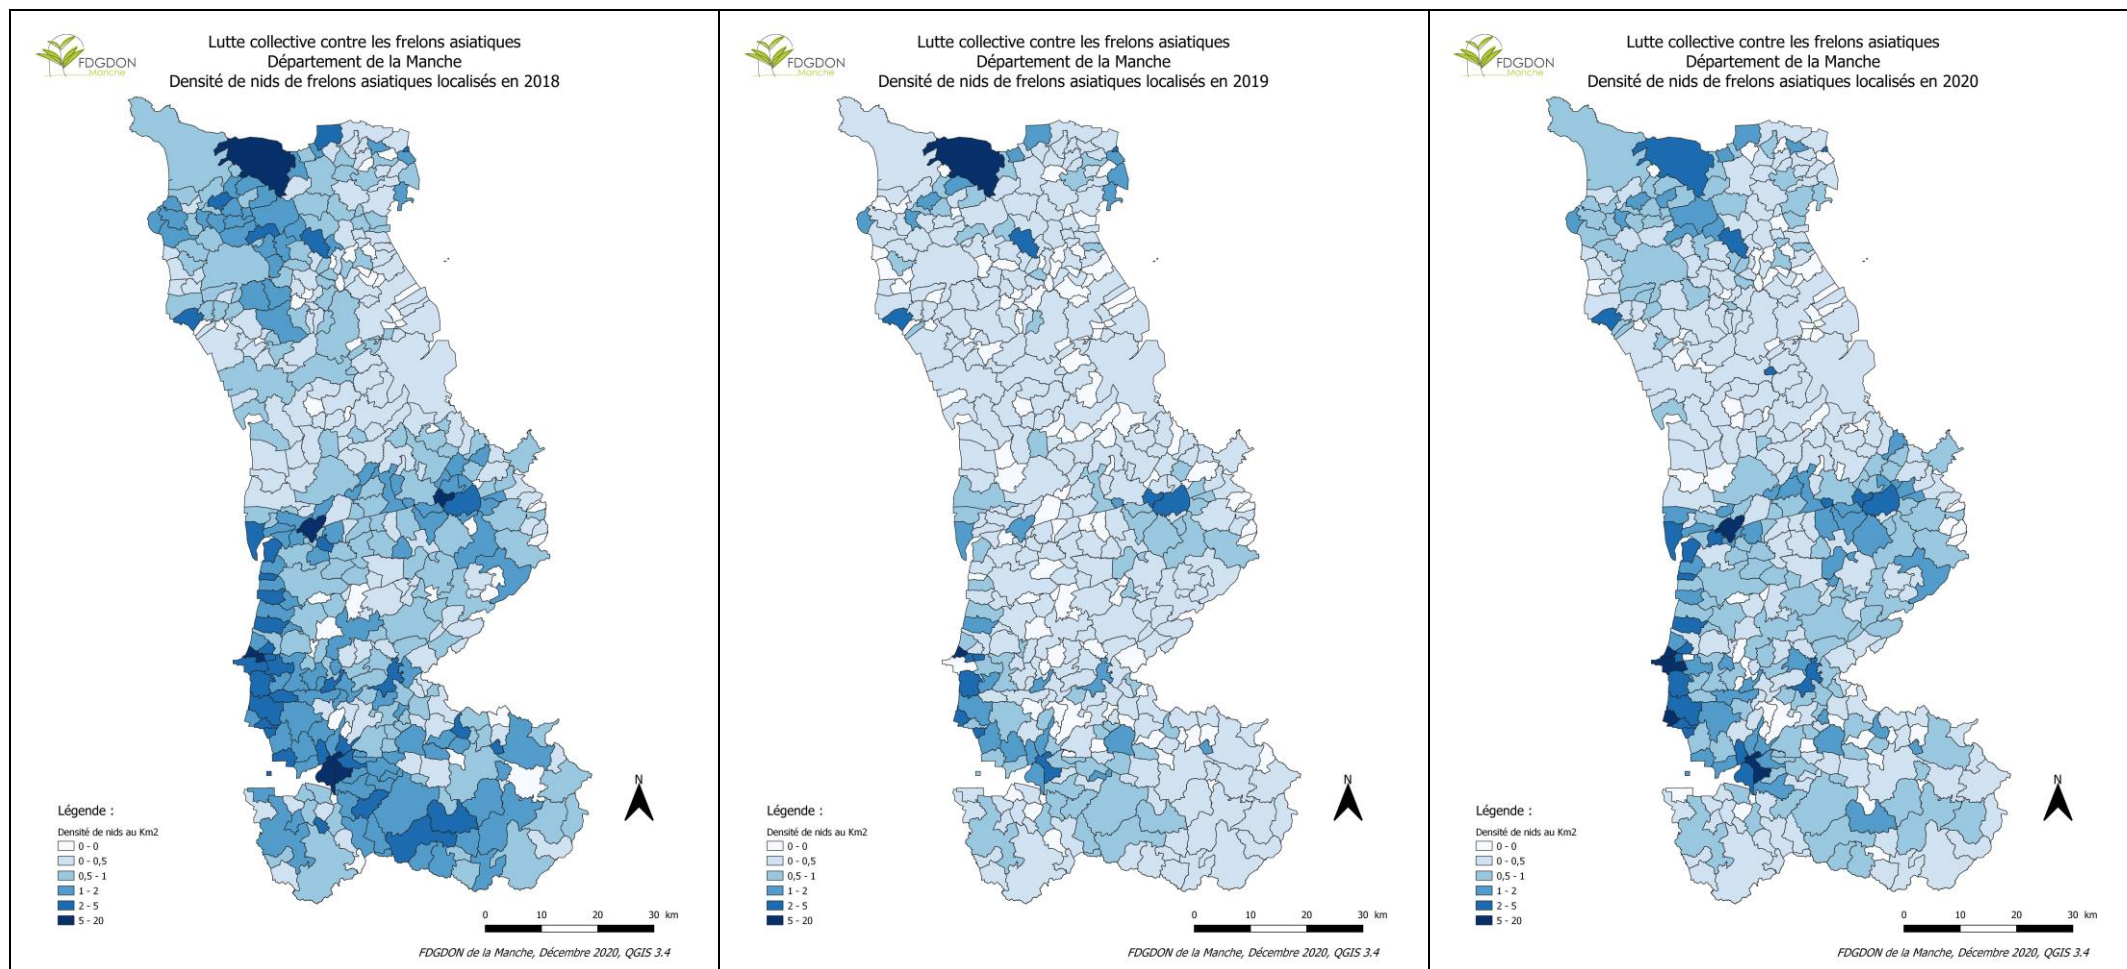 FDGDON
Manche
Lutte collective contre les frelons asiatiques
Département de la Manche
Densité de nids de frelons asiatiques localisés en 2018
N
Légende :
Densité de nids au Km2
0 - 0
0 - 0,5
0,5 - 1
1 - 2
2 - 5
5 - 20
0 10 20 30 km
FDGDON de la Manche, Décembre 2020, QGIS 3.4
FDGDON
Manche
Lutte collective contre les frelons asiatiques
Département de la Manche
Densité de nids de frelons asiatiques localisés en 2019
N
Légende :
Densité de nids au Km2
0 - 0
0 - 0,5
0,5 - 1
1 - 2
2 - 5
5 - 20
0 10 20 30 km
FDGDON de la Manche, Décembre 2020, QGIS 3.4
FDGDON
Manche
Lutte collective contre les frelons asiatiques
Département de la Manche
Densité de nids de frelons asiatiques localisés en 2020
N
Légende :
Densité de nids au Km2
0 - 0
0 - 0,5
0,5 - 1
1 - 2
2 - 5
5 - 20
0 10 20 30 km
FDGDON de la Manche, Décembre 2020, QGIS 3.4